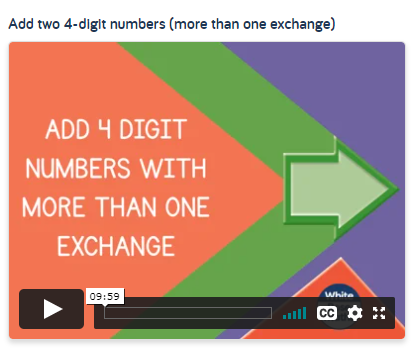 Add two 4-digit numbers (more than one exchange)
ADD 4 DIGIT
NUMBERS WITH
MORE THAN ONE
EXCHANGE
09:59
White
CC